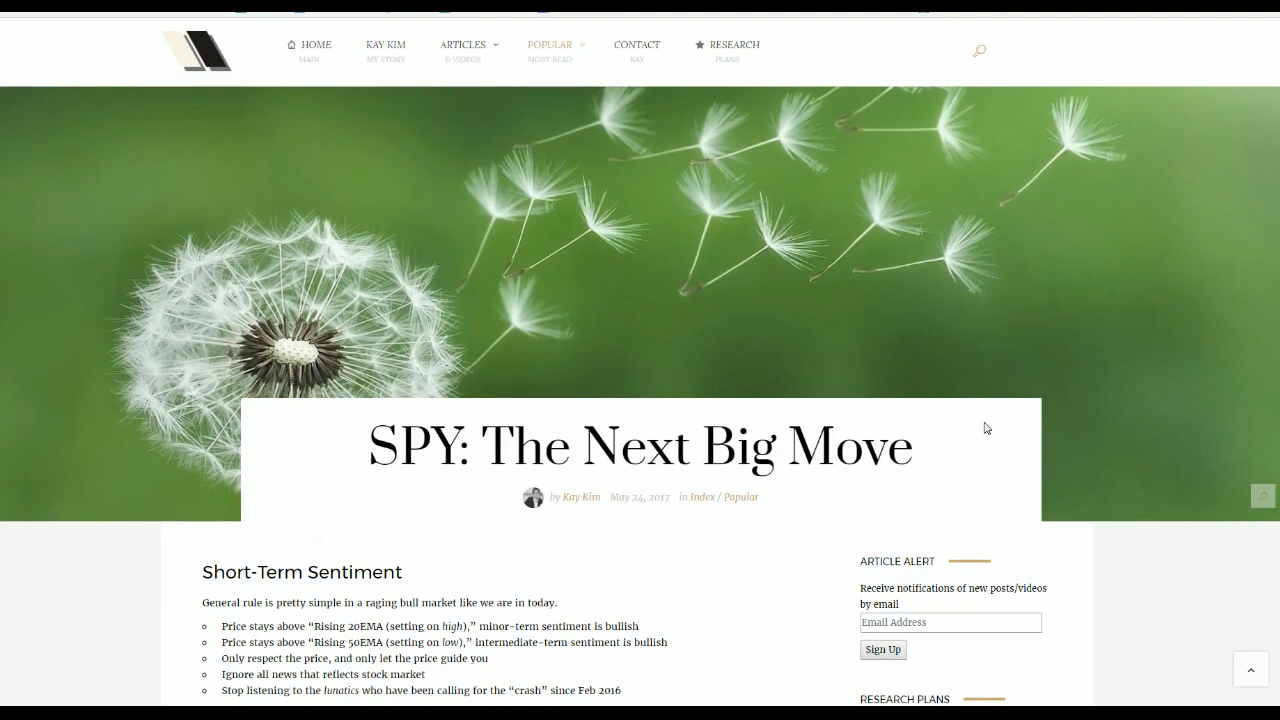 HOME KAY KIM ARTICLES POPULAR CONTACT RESEARCH
MAIN MY STORY & VIDEOS MOST READ KAY PLANS
SPY: The Next Big Move
by Kay Kim May 24, 2017 in Index / Popular
Short-Term Sentiment
General rule is pretty simple in a raging bull market like we are in today.
Price stays above “Rising 20EMA (setting on high),” minor-term sentiment is bullish
Price stays above “Rising 50EMA (setting on low),” intermediate-term sentiment is bullish
Only respect the price, and only let the price guide you
Ignore all news that reflects stock market
Stop listening to the lunatics who have been calling for the “crash” since Feb 2016
ARTICLE ALERT
Receive notifications of new posts/videos
by email
Email Address
Sign Up
RESEARCH PLANS